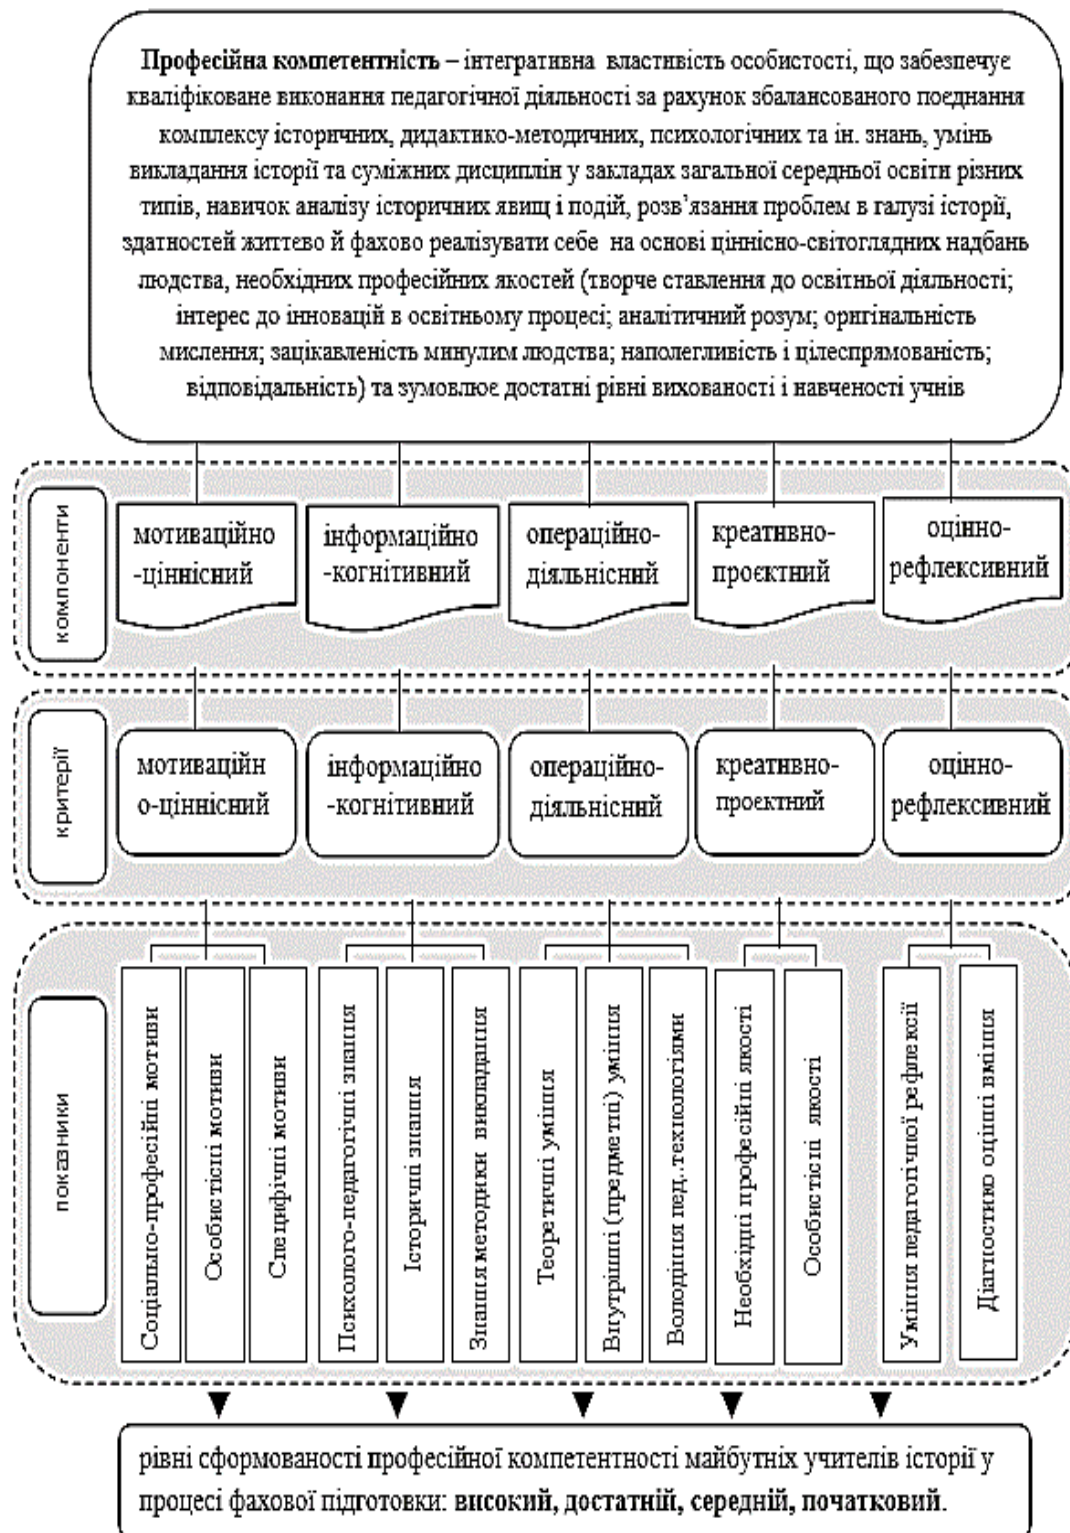 Професійна компетентність – інтегративна властивість особистості, що забезпечує
кваліфіковане виконання педагогічної діяльності за рахунок збалансованого поєднання
комплексу історичних, дидактико-методичних, психологічних та ін. знань, умінь
викладання історії та суміжних дисциплін у закладах загальної середньої освіти різних
типів, навичок аналізу історичних явищ і подій, розв’язання проблем в галузі історії,
здатностей життєво й фахово реалізувати себе на основі ціннісно-світоглядних надбань
людства, необхідних професійних якостей (творче ставлення до освітньої діяльності;
інтерес до інновацій в освітньому процесі; аналітичний розум; оригінальність
мислення; зацікавленість минулим людства; наполегливість і цілеспрямованість;
відповідальність) та зумовлює достатні рівні вихованості і навченості учнів
компоненти
мотиваційно
-ціннісний
інформаційно
-когнітивний
операційно-
діяльнісний
креативно-
проєктний
оцінно-
рефлексивний
критерії
мотиваційн
о-ціннісний
інформаційно
-когнітивний
операційно-
діяльнісний
креативно-
проєктний
оцінно-
рефлексивний
показники
Соціально-професійні мотиви
Особистісні мотиви
Специфічні мотиви
Психолого-педагогічні знання
Історичні знання
Знання методики викладання
Теоретичні уміння
Внутрішні (предметні) уміння
Володіння пед..технологіями
Необхідні професійні якості
Особистісні якості
Уміння педагогічної рефлексії
Діагностико оцінні вміння
рівні сформованості професійної компетентності майбутніх учителів історії у
процесі фахової підготовки: високий, достатній, середній, початковий.